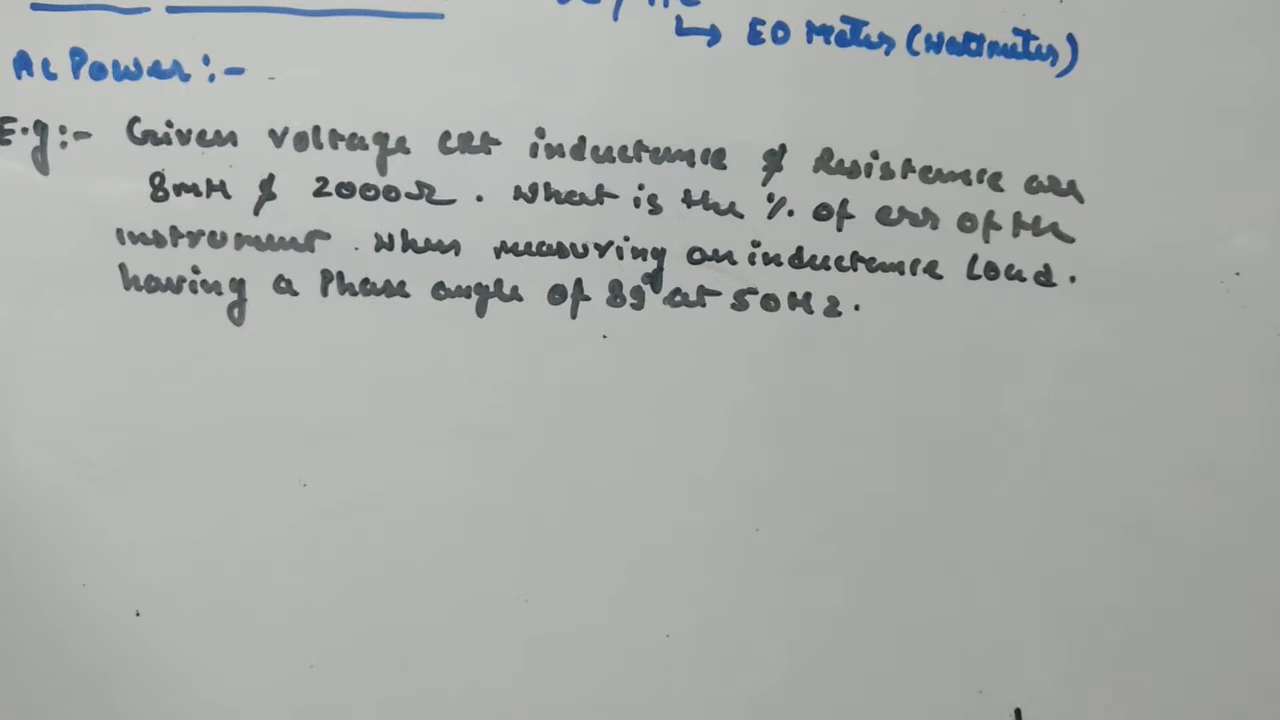 EO Meter (wattmeter)
AC Power :-
E.g :- Given voltage ckt inductance & Resistance are
8mH & 2000Ω. What is the % of err of the
instrument. When measuring an inductance Load.
having a Phase angle of 89° at 50Hz.